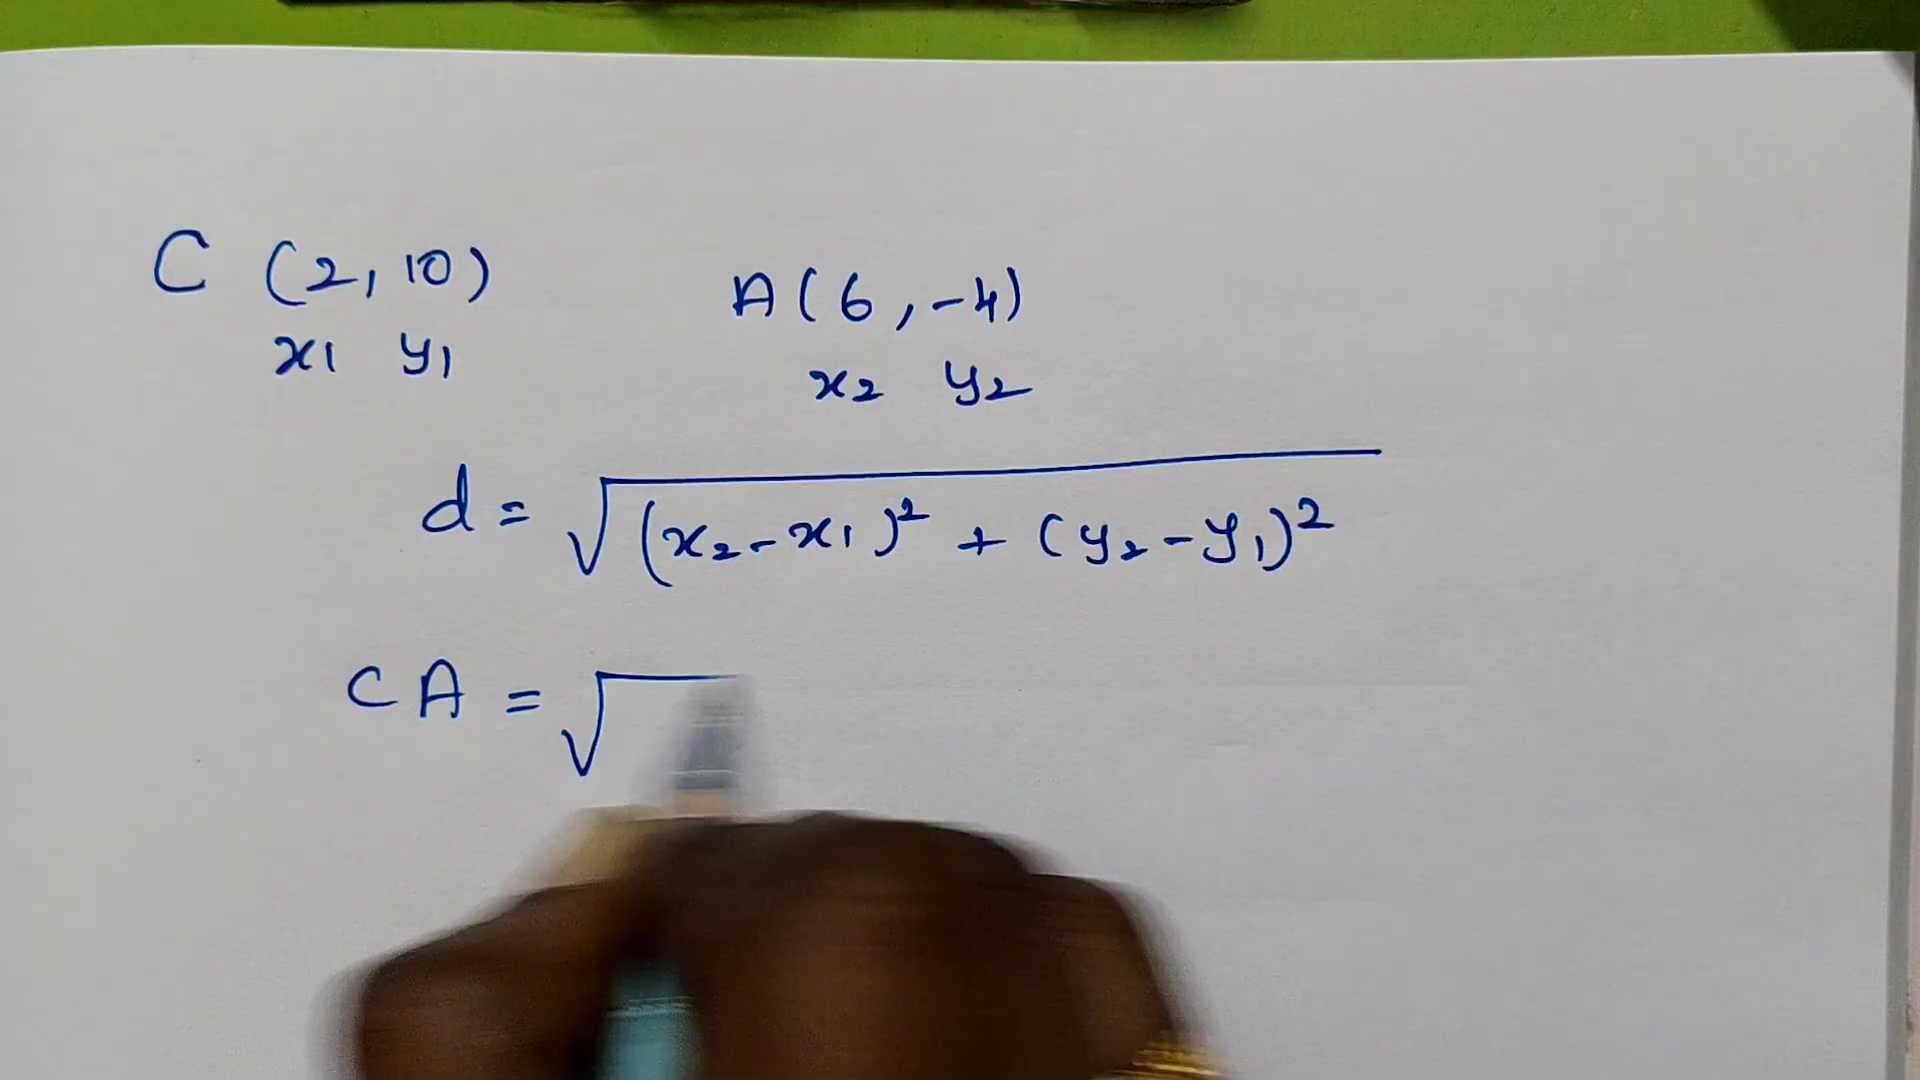 C (2, 10) A(6, -4)
x1 y1 x2 y2
d = √(x2-x1)² + (y2-y1)²
CA = √